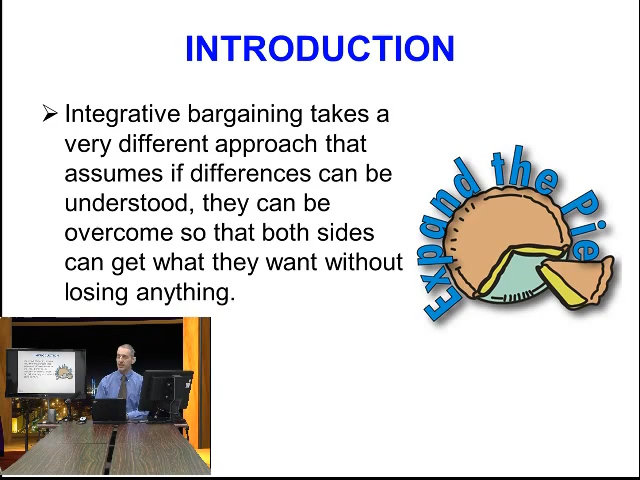 INTRODUCTION
➢ Integrative bargaining takes a
very different approach that
assumes if differences can be
understood, they can be
overcome so that both sides
can get what they want without
losing anything.
Expand the Pie
INTRODUCTION